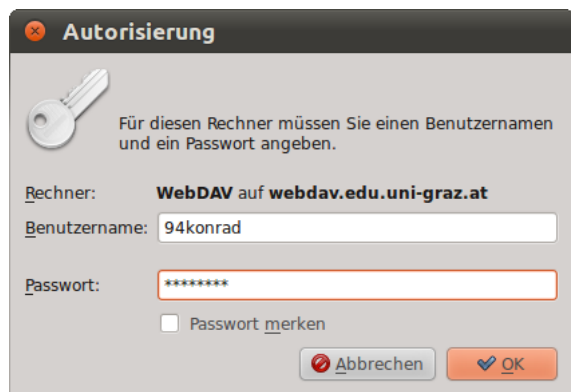 Autorisierung
Für diesen Rechner müssen Sie einen Benutzernamen
und ein Passwort angeben.
Rechner: WebDAV auf webdav.edu.uni-graz.at
Benutzername: 94konrad
Passwort: ********
Passwort merken
Abbrechen OK